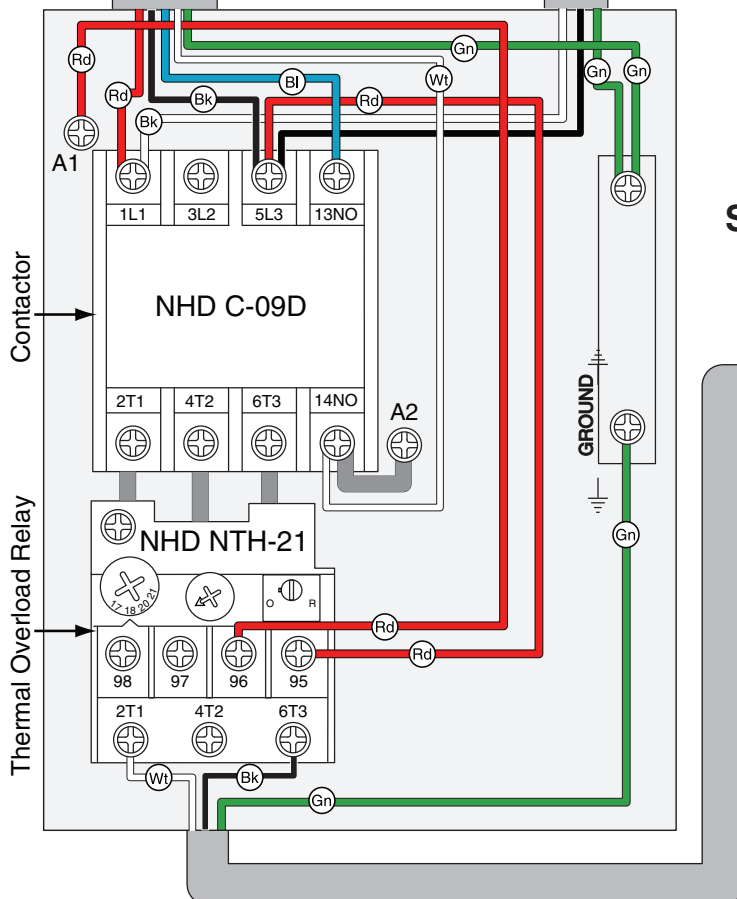 Gn
Rd
Gn
Gn
Wt
Bl
Rd
Bk
Rd
Bk
A1
S
1L1 3L2 5L3 13NO
Contactor
NHD C-09D
2T1 4T2 6T3 14NO
A2
GROUND
Thermal Overload Relay
NHD NTH-21
Gn
17 18 20 21
O R
Rd
Rd
98 97 96 95
2T1 4T2 6T3
Wt
Bk
Gn